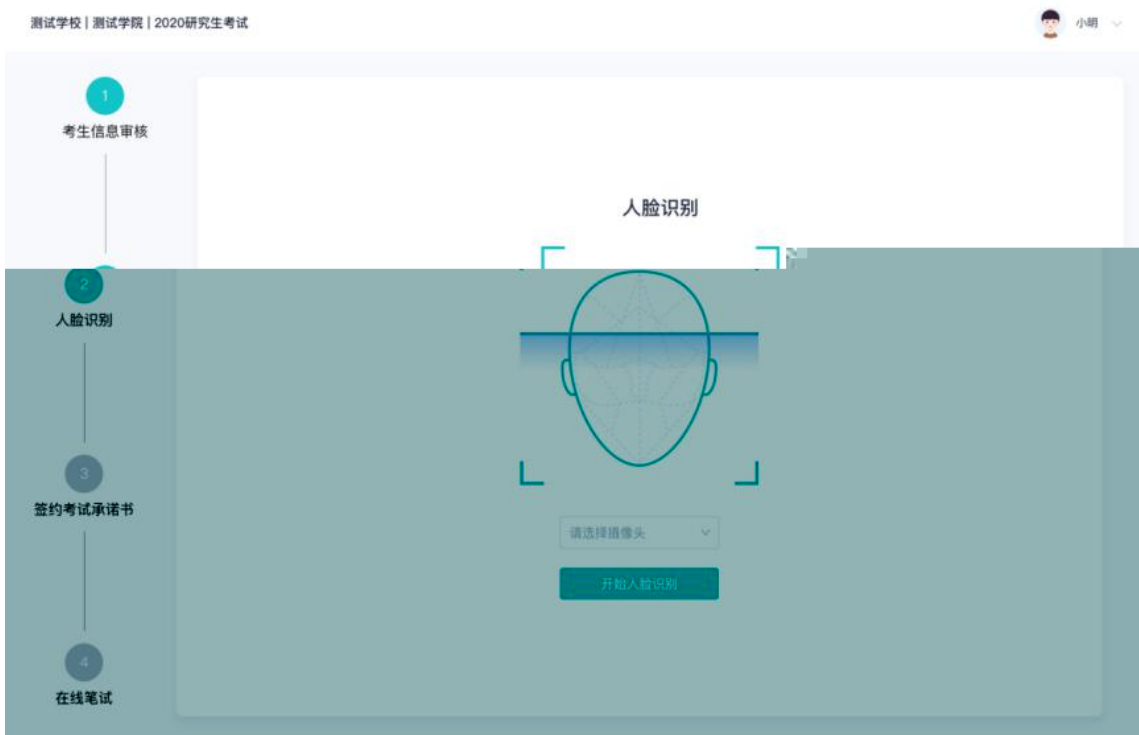 测试学校 | 测试学院 | 2020研究生考试
小明
1
考生信息审核
人脸识别
2
人脸识别
3
签约考试承诺书
请选择摄像头
开始人脸识别
4
在线笔试